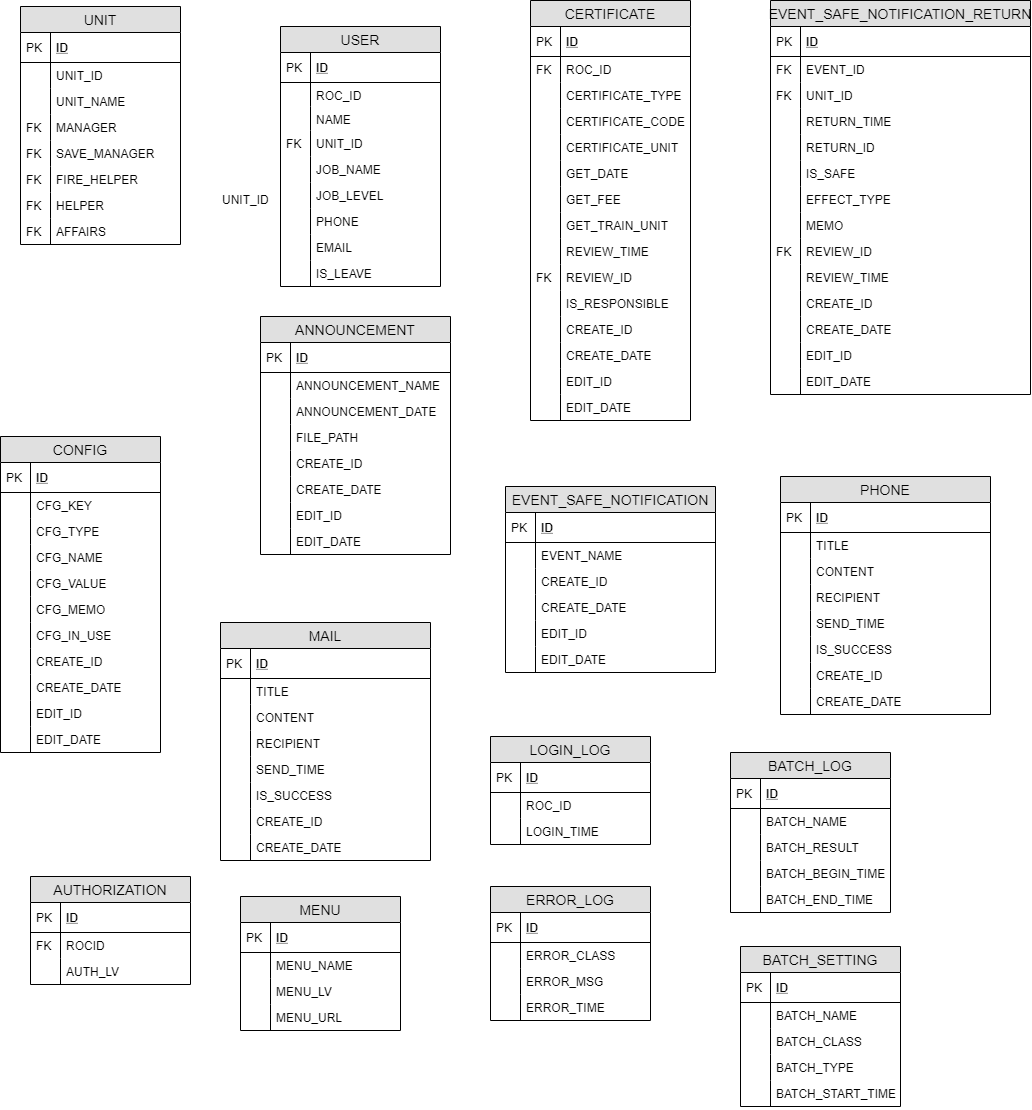 UNIT
PK ID
UNIT_ID
UNIT_NAME
FK MANAGER
FK SAVE_MANAGER
FK FIRE_HELPER
FK HELPER
FK AFFAIRS
USER
PK ID
ROC_ID
NAME
FK UNIT_ID
JOB_NAME
JOB_LEVEL
PHONE
EMAIL
IS_LEAVE
UNIT_ID
CERTIFICATE
PK ID
FK ROC_ID
CERTIFICATE_TYPE
CERTIFICATE_CODE
CERTIFICATE_UNIT
GET_DATE
GET_FEE
GET_TRAIN_UNIT
REVIEW_TIME
FK REVIEW_ID
IS_RESPONSIBLE
CREATE_ID
CREATE_DATE
EDIT_ID
EDIT_DATE
EVENT_SAFE_NOTIFICATION_RETURN
PK ID
FK EVENT_ID
FK UNIT_ID
RETURN_TIME
RETURN_ID
IS_SAFE
EFFECT_TYPE
MEMO
FK REVIEW_ID
REVIEW_TIME
CREATE_ID
CREATE_DATE
EDIT_ID
EDIT_DATE
ANNOUNCEMENT
PK ID
ANNOUNCEMENT_NAME
ANNOUNCEMENT_DATE
FILE_PATH
CREATE_ID
CREATE_DATE
EDIT_ID
EDIT_DATE
CONFIG
PK ID
CFG_KEY
CFG_TYPE
CFG_NAME
CFG_VALUE
CFG_MEMO
CFG_IN_USE
CREATE_ID
CREATE_DATE
EDIT_ID
EDIT_DATE
EVENT_SAFE_NOTIFICATION
PK ID
EVENT_NAME
CREATE_ID
CREATE_DATE
EDIT_ID
EDIT_DATE
PHONE
PK ID
TITLE
CONTENT
RECIPIENT
SEND_TIME
IS_SUCCESS
CREATE_ID
CREATE_DATE
MAIL
PK ID
TITLE
CONTENT
RECIPIENT
SEND_TIME
IS_SUCCESS
CREATE_ID
CREATE_DATE
LOGIN_LOG
PK ID
ROC_ID
LOGIN_TIME
BATCH_LOG
PK ID
BATCH_NAME
BATCH_RESULT
BATCH_BEGIN_TIME
BATCH_END_TIME
AUTHORIZATION
PK ID
FK ROCID
AUTH_LV
MENU
PK ID
MENU_NAME
MENU_LV
MENU_URL
ERROR_LOG
PK ID
ERROR_CLASS
ERROR_MSG
ERROR_TIME
BATCH_SETTING
PK ID
BATCH_NAME
BATCH_CLASS
BATCH_TYPE
BATCH_START_TIME